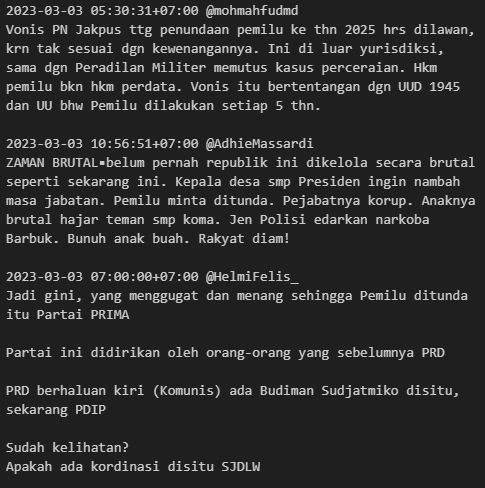 2023-03-03 05:30:31+07:00 @mohmahfudmd
Vonis PN Jakpus ttg penundaan pemilu ke thn 2025 hrs dilawan,
krn tak sesuai dgn kewenangannya. Ini di luar yurisdiksi,
sama dgn Peradilan Militer memutus kasus perceraian. Hkm
pemilu bkn hkm perdata. Vonis itu bertentangan dgn UUD 1945
dan UU bhw Pemilu dilakukan setiap 5 thn.
2023-03-03 10:56:51+07:00 @AdhieMassardi
ZAMAN BRUTAL▪belum pernah republik ini dikelola secara brutal
seperti sekarang ini. Kepala desa smp Presiden ingin nambah
masa jabatan. Pemilu minta ditunda. Pejabatnya korup. Anaknya
brutal hajar teman smp koma. Jen Polisi edarkan narkoba
Barbuk. Bunuh anak buah. Rakyat diam!
2023-03-03 07:00:00+07:00 @HelmiFelis_
Jadi gini, yang menggugat dan menang sehingga Pemilu ditunda
itu Partai PRIMA
Partai ini didirikan oleh orang-orang yang sebelumnya PRD
PRD berhaluan kiri (Komunis) ada Budiman Sudjatmiko disitu,
sekarang PDIP
Sudah kelihatan?
Apakah ada kordinasi disitu SJDLW